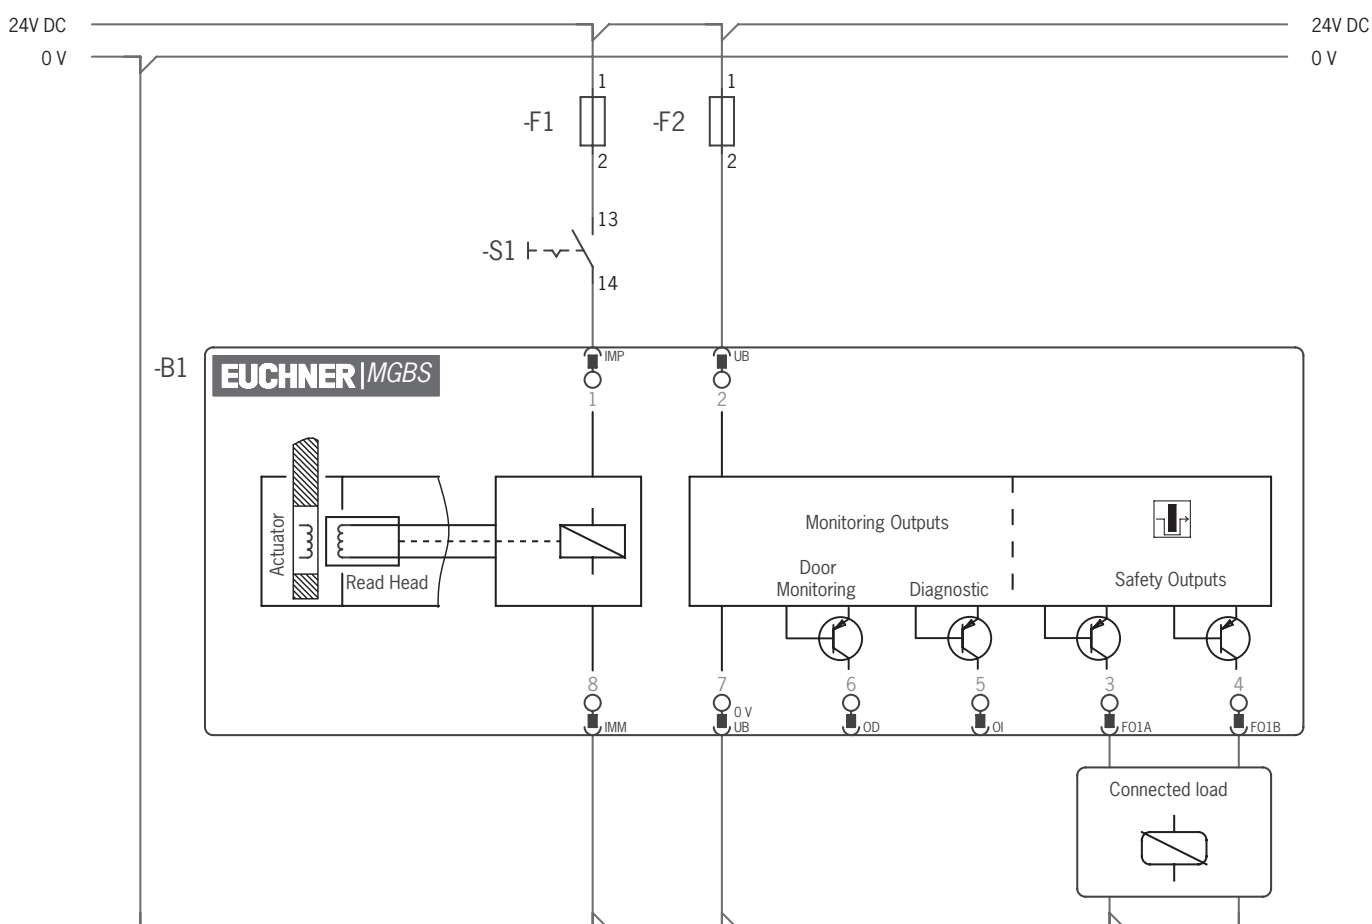 24V DC
24V DC
0 V
0 V
1
1
-F1
-F2
2
2
13
-S1
14
-B1
EUCHNER|MGBS
IMP
UB
1
2
Actuator
Read Head
Monitoring Outputs
Door
Monitoring
Diagnostic
Safety Outputs
8
7
6
5
3
4
0 V
IMM
UB
OD
OI
FO1A
FO1B
Connected load